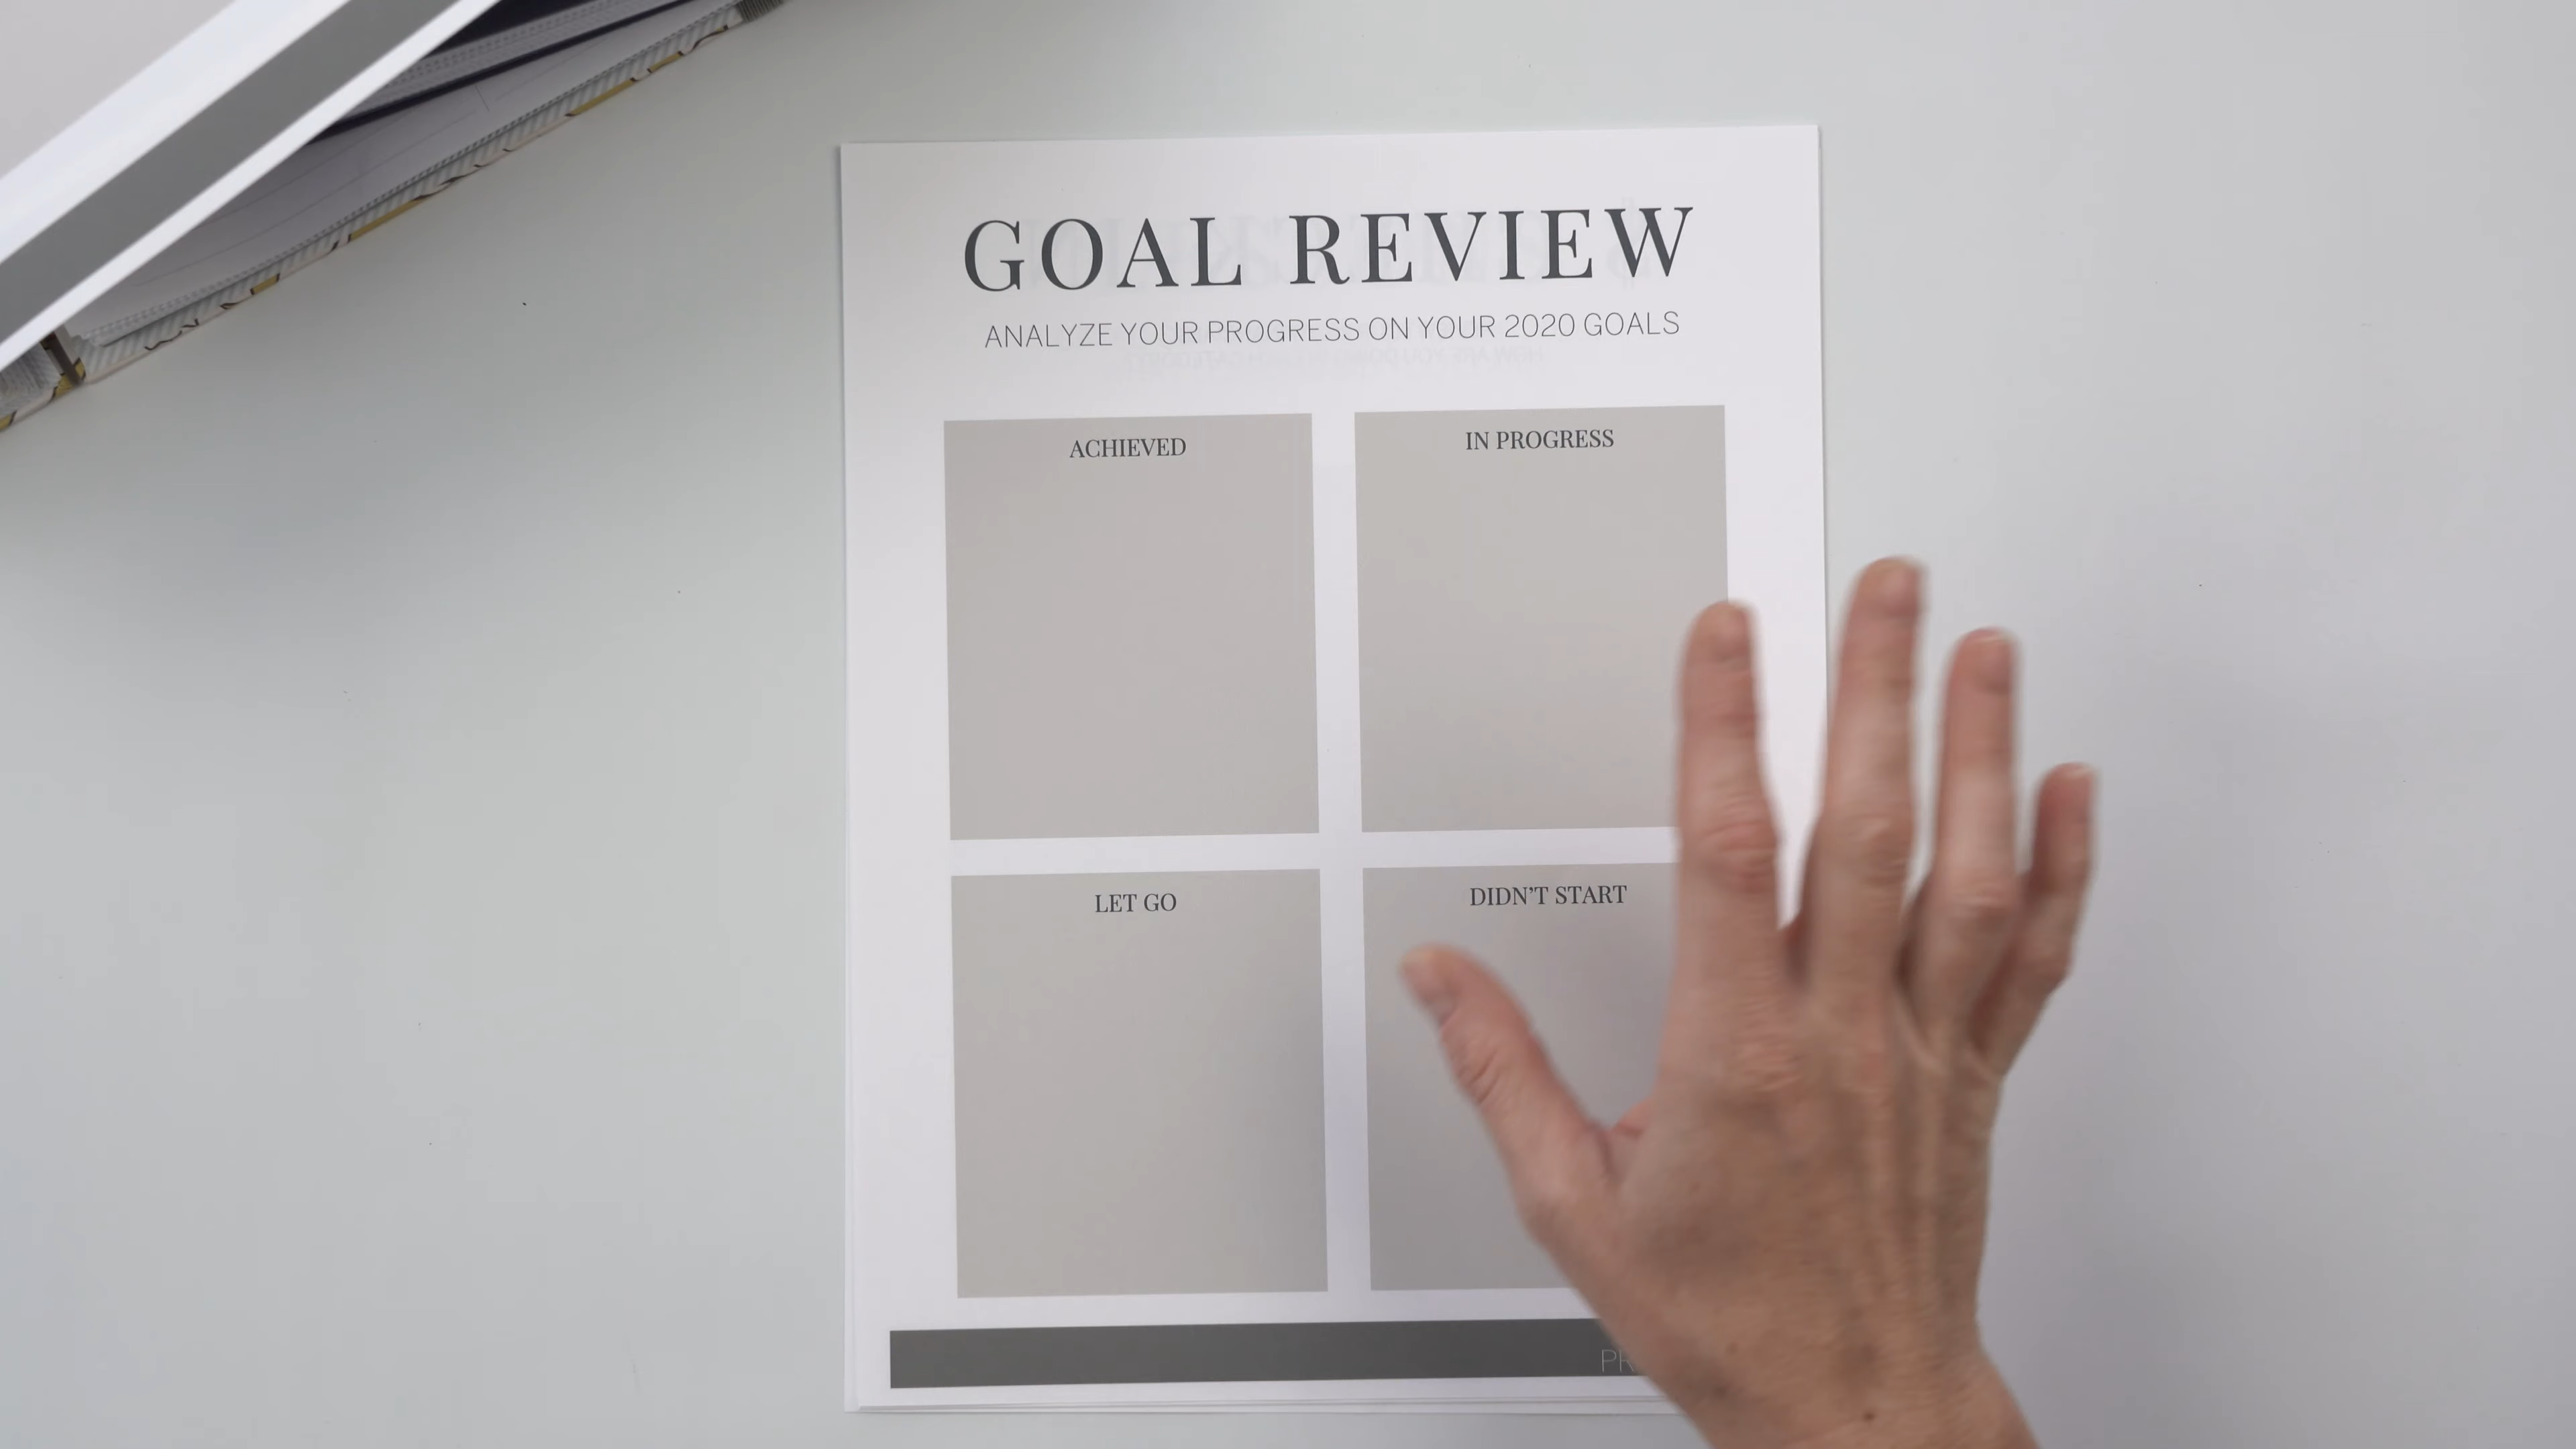 GOAL REVIEW
ANALYZE YOUR PROGRESS ON YOUR 2020 GOALS
ACHIEVED
IN PROGRESS
LET GO
DIDN'T START